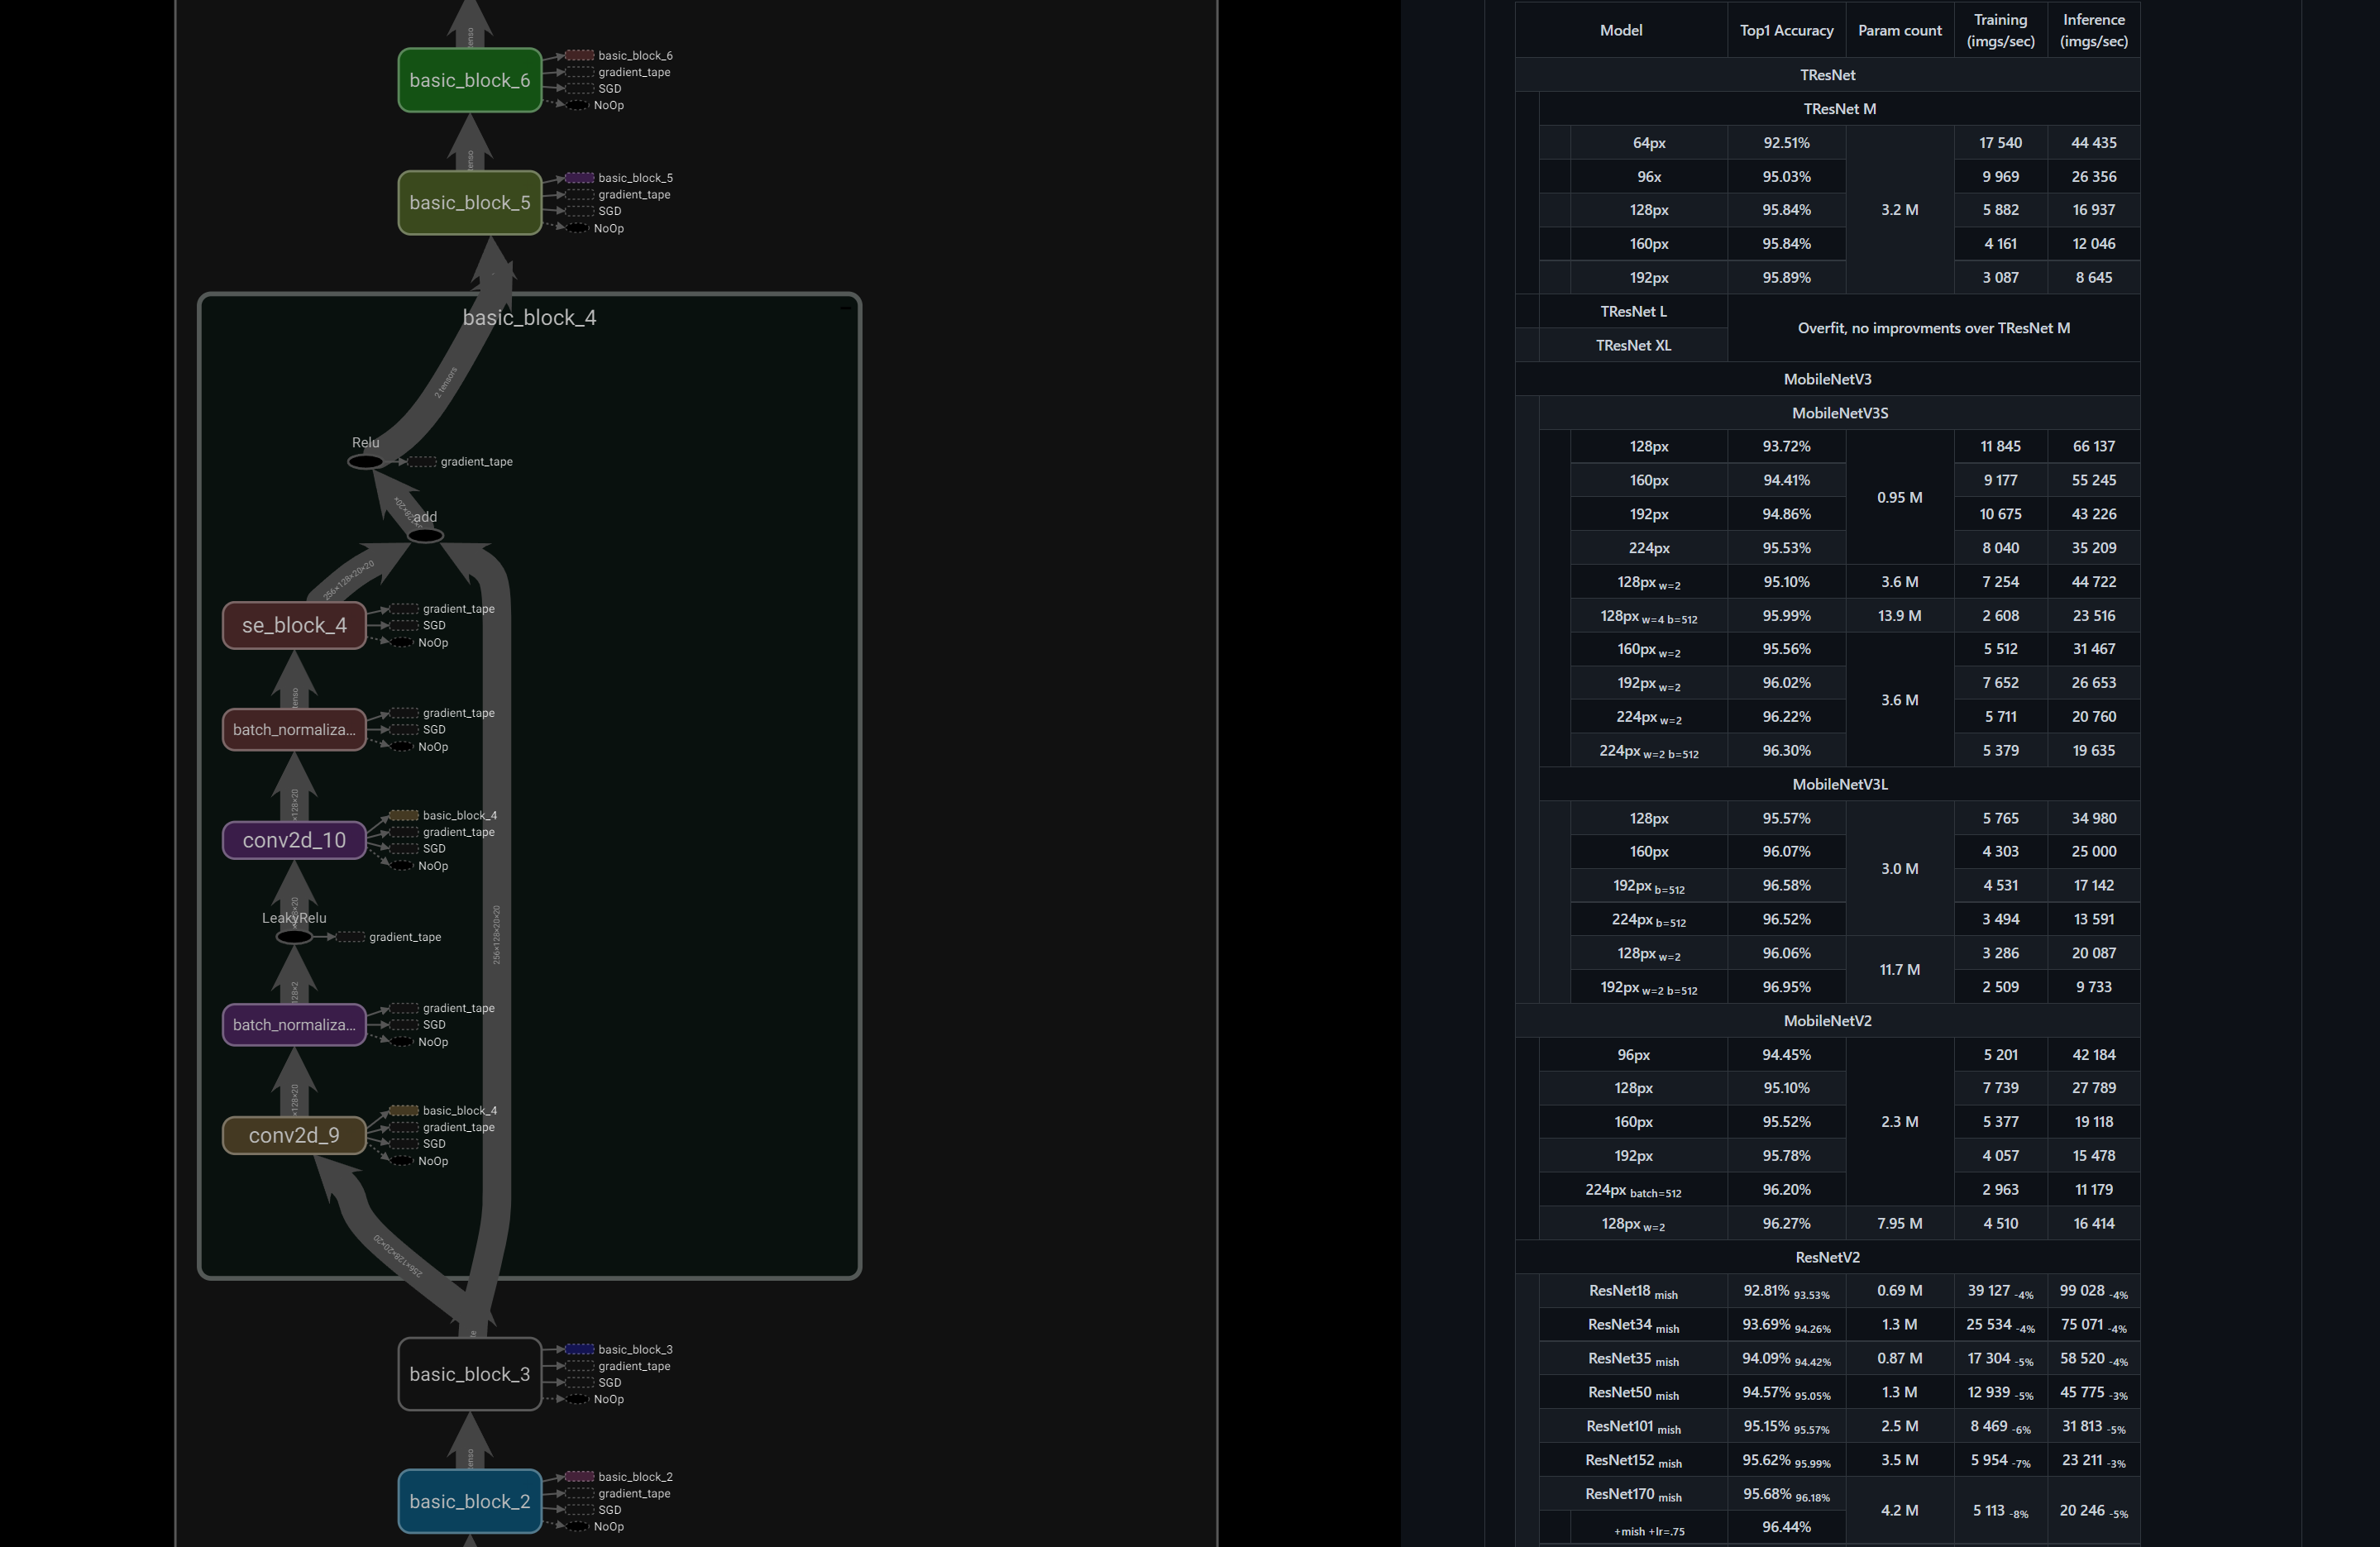 basic_block_6
basic_block_6
gradient_tape
SGD
NoOp
basic_block_5
basic_block_5
gradient_tape
SGD
NoOp
basic_block_4
2 tensors
Relu
gradient_tape
add
256×128×20×20
se_block_4
gradient_tape
SGD
NoOp
batch_normaliza...
gradient_tape
SGD
NoOp
conv2d_10
basic_block_4
gradient_tape
SGD
NoOp
LeakyRelu
gradient_tape
256×128×20×20
batch_normaliza...
gradient_tape
SGD
NoOp
conv2d_9
basic_block_4
gradient_tape
SGD
NoOp
256×128×20×20
basic_block_3
basic_block_3
gradient_tape
SGD
NoOp
basic_block_2
basic_block_2
gradient_tape
SGD
NoOp
Model Top1 Accuracy Param count Training (imgs/sec) Inference (imgs/sec)
TResNet
TResNet M
64px 92.51% 17 540 44 435
96x 95.03% 9 969 26 356
128px 95.84% 3.2 M 5 882 16 937
160px 95.84% 4 161 12 046
192px 95.89% 3 087 8 645
TResNet L
Overfit, no improvments over TResNet M
TResNet XL
MobileNetV3
MobileNetV3S
128px 93.72% 11 845 66 137
160px 94.41% 9 177 55 245
0.95 M
192px 94.86% 10 675 43 226
224px 95.53% 8 040 35 209
128px w=2 95.10% 3.6 M 7 254 44 722
128px w=4 b=512 95.99% 13.9 M 2 608 23 516
160px w=2 95.56% 5 512 31 467
192px w=2 96.02% 7 652 26 653
3.6 M
224px w=2 96.22% 5 711 20 760
224px w=2 b=512 96.30% 5 379 19 635
MobileNetV3L
128px 95.57% 5 765 34 980
160px 96.07% 4 303 25 000
3.0 M
192px b=512 96.58% 4 531 17 142
224px b=512 96.52% 3 494 13 591
128px w=2 96.06% 3 286 20 087
11.7 M
192px w=2 b=512 96.95% 2 509 9 733
MobileNetV2
96px 94.45% 5 201 42 184
128px 95.10% 7 739 27 789
160px 95.52% 2.3 M 5 377 19 118
192px 95.78% 4 057 15 478
224px batch=512 96.20% 2 963 11 179
128px w=2 96.27% 7.95 M 4 510 16 414
ResNetV2
ResNet18 mish 92.81% 93.53% 0.69 M 39 127 -4% 99 028 -4%
ResNet34 mish 93.69% 94.26% 1.3 M 25 534 -4% 75 071 -4%
ResNet35 mish 94.09% 94.42% 0.87 M 17 304 -5% 58 520 -4%
ResNet50 mish 94.57% 95.05% 1.3 M 12 939 -5% 45 775 -3%
ResNet101 mish 95.15% 95.57% 2.5 M 8 469 -6% 31 813 -5%
ResNet152 mish 95.62% 95.99% 3.5 M 5 954 -7% 23 211 -3%
ResNet170 mish 95.68% 96.18%
4.2 M 5 113 -8% 20 246 -5%
+mish +lr=.75 96.44%